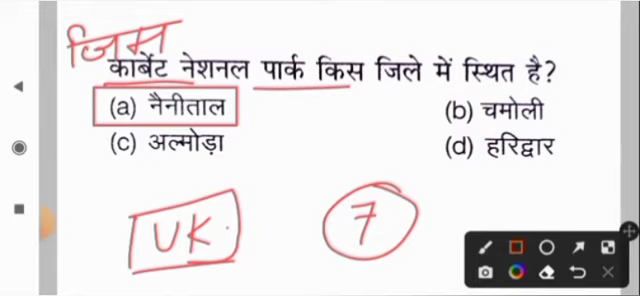 जिम
कार्बेट नेशनल पार्क किस जिले में स्थित है?
(a) नैनीताल (b) चमोली
(c) अल्मोड़ा (d) हरिद्वार
UK. 7